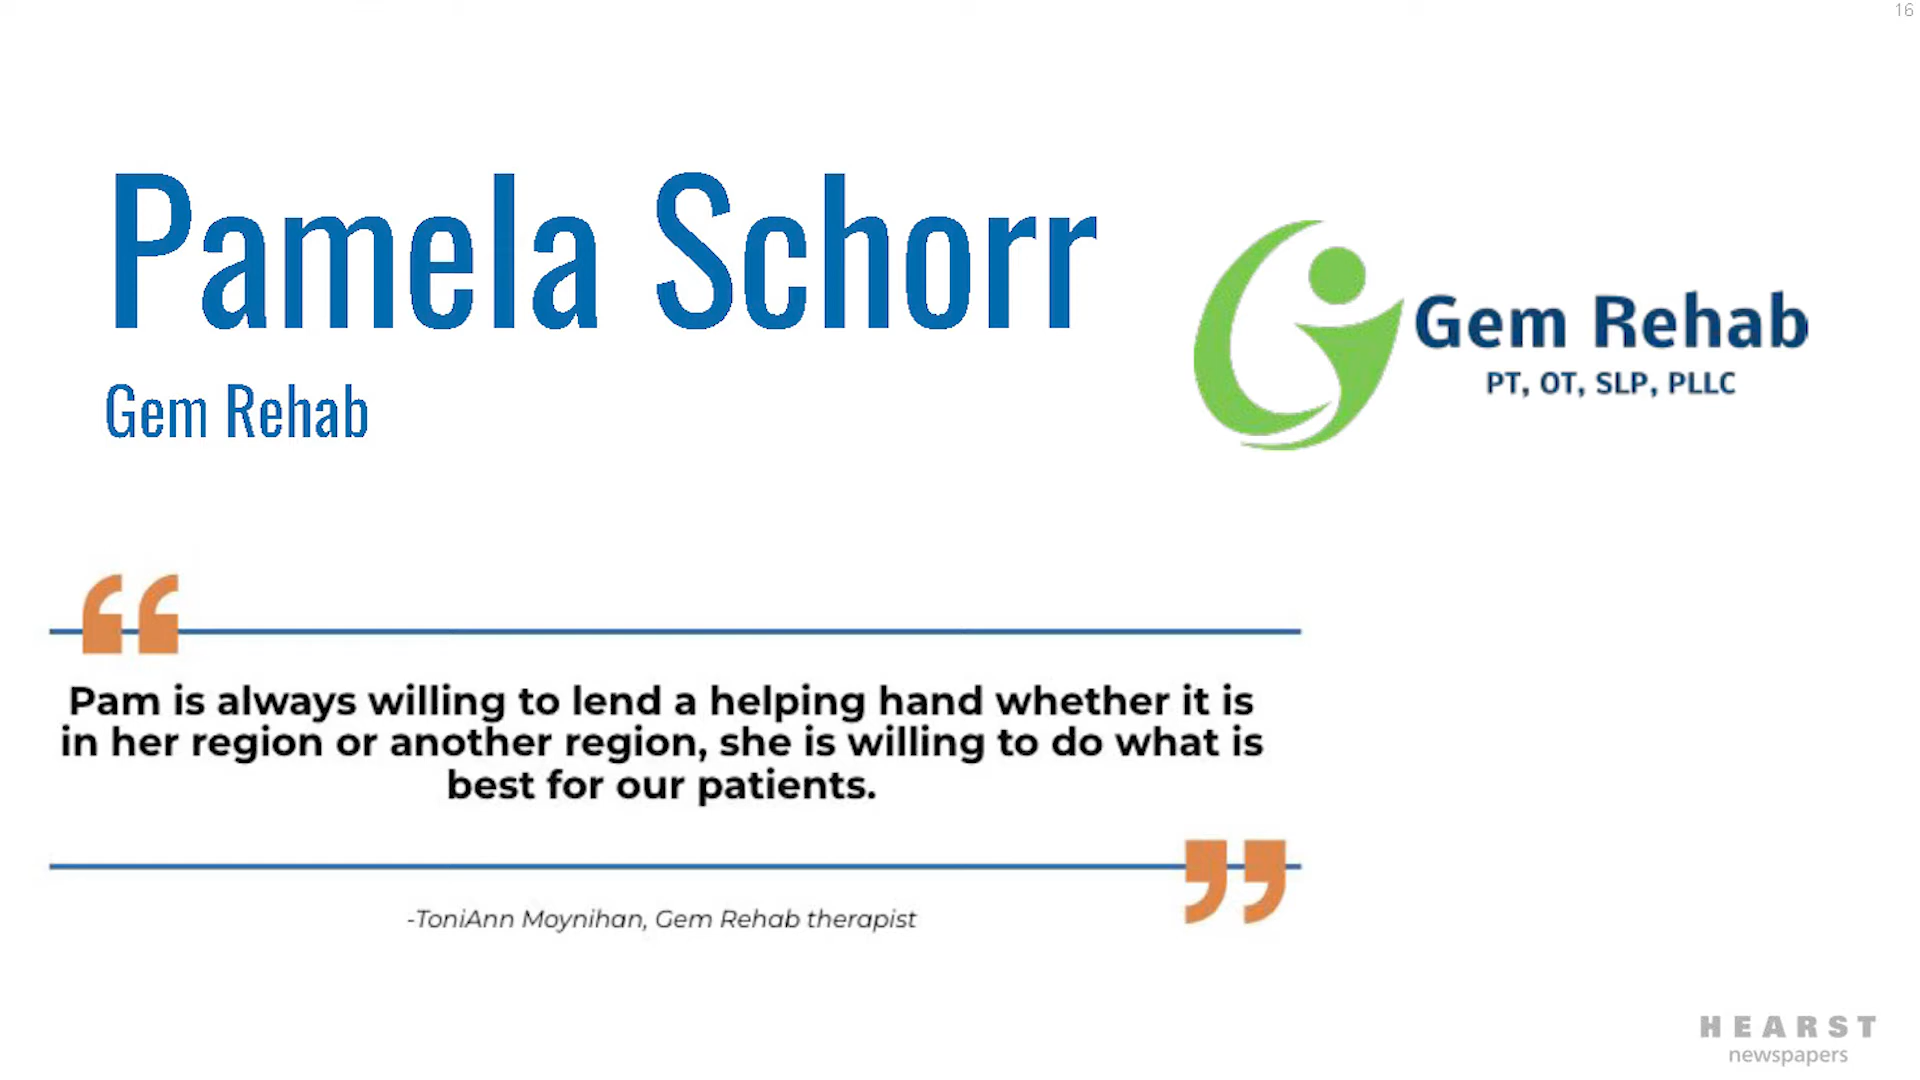 16
Pamela Schorr
Gem Rehab
PT, OT, SLP, PLLC
Gem Rehab
“
Pam is always willing to lend a helping hand whether it is
in her region or another region, she is willing to do what is
best for our patients.
”
-ToniAnn Moynihan, Gem Rehab therapist
HEARST
newspapers